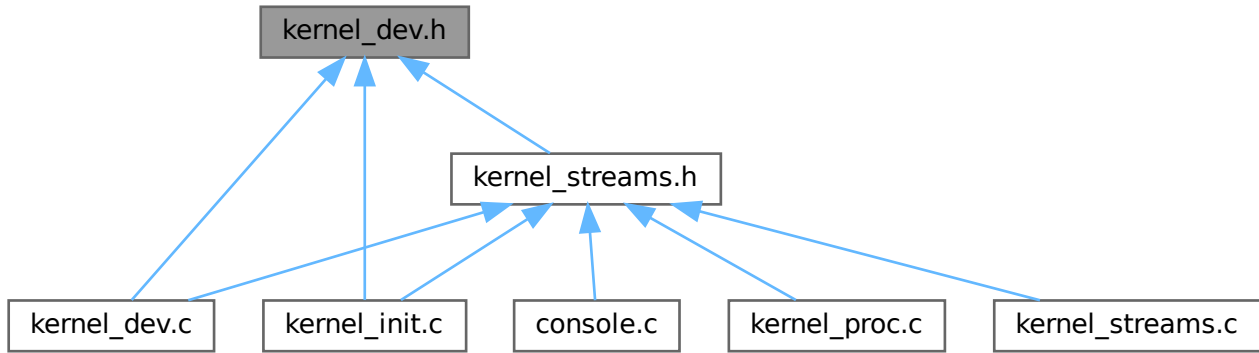 kernel_dev.h
kernel_streams.h
kernel_dev.c
kernel_init.c
console.c
kernel_proc.c
kernel_streams.c